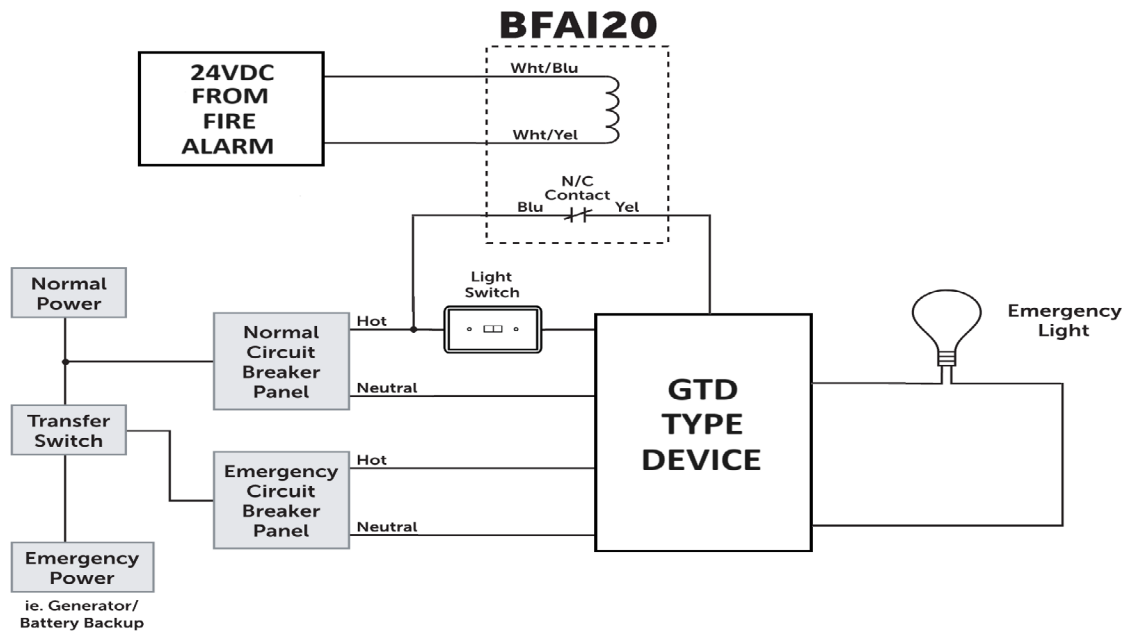 BFAI20
24VDC
FROM
FIRE
ALARM
Wht/Blu
Wht/Yel
N/C
Contact
Blu
Yel
Normal
Power
Light
Switch
Hot
Normal
Circuit
Breaker
Panel
Neutral
Transfer
Switch
Hot
Emergency
Circuit
Breaker
Panel
Neutral
Emergency
Power
ie. Generator/
Battery Backup
GTD
TYPE
DEVICE
Emergency
Light